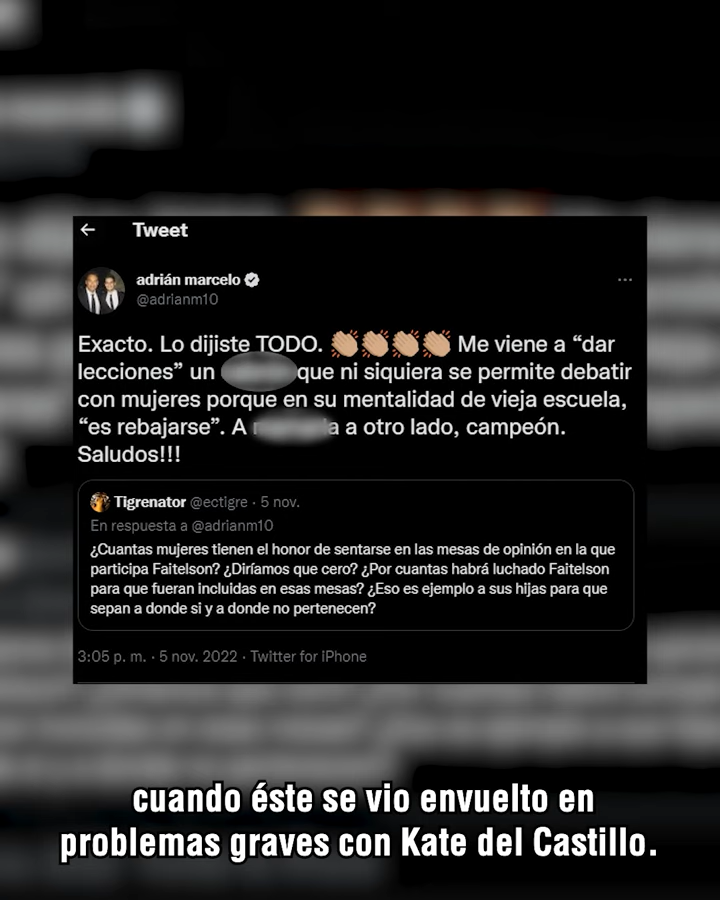 Tweet
adrián marcelo
@adrianm10
Exacto. Lo dijiste TODO. 👏🏼👏🏼👏🏼👏🏼 Me viene a “dar
lecciones” un que ni siquiera se permite debatir
con mujeres porque en su mentalidad de vieja escuela,
“es rebajarse”. A a otro lado, campeón.
Saludos!!!
Tigrenator @ectigre · 5 nov.
En respuesta a @adrianm10
¿Cuantas mujeres tienen el honor de sentarse en las mesas de opinión en la que
participa Faitelson? ¿Diríamos que cero? ¿Por cuantas habrá luchado Faitelson
para que fueran incluidas en esas mesas? ¿Eso es ejemplo a sus hijas para que
sepan a donde si y a donde no pertenecen?
3:05 p. m. · 5 nov. 2022 · Twitter for iPhone
cuando éste se vio envuelto en
problemas graves con Kate del Castillo.